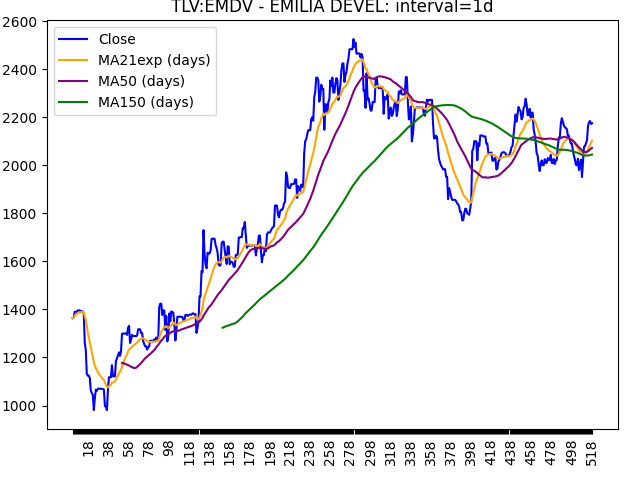 TLV:EMDV - EMILIA DEVEL: interval=1d
Close
MA21exp (days)
MA50 (days)
MA150 (days)
2600
2400
2200
2000
1800
1600
1400
1200
1000
18 38 58 78 98 118 138 158 178 198 218 238 258 278 298 318 338 358 378 398 418 438 458 478 498 518